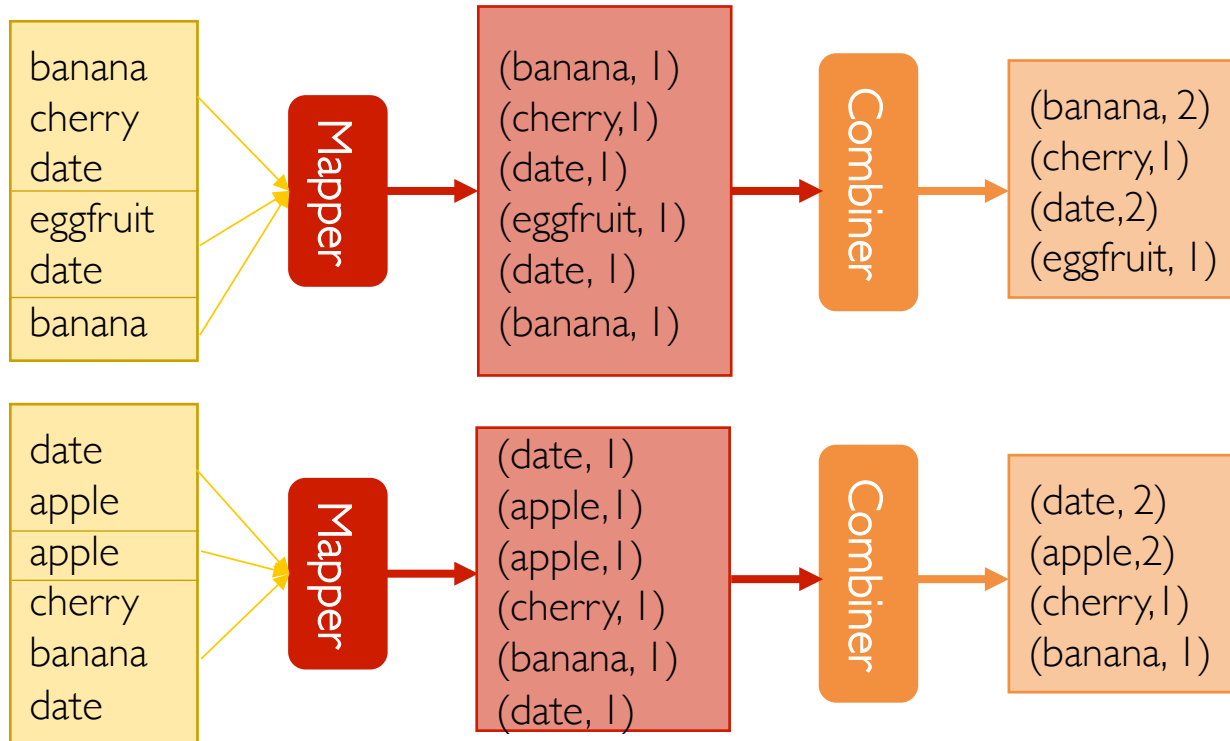 banana
cherry
date
eggfruit
date
banana
Mapper
(banana, 1)
(cherry,1)
(date,1)
(eggfruit, 1)
(date, 1)
(banana, 1)
Combiner
(banana, 2)
(cherry,1)
(date,2)
(eggfruit, 1)
date
apple
apple
cherry
banana
date
Mapper
(date, 1)
(apple,1)
(apple,1)
(cherry, 1)
(banana, 1)
(date, 1)
Combiner
(date, 2)
(apple,2)
(cherry,1)
(banana, 1)